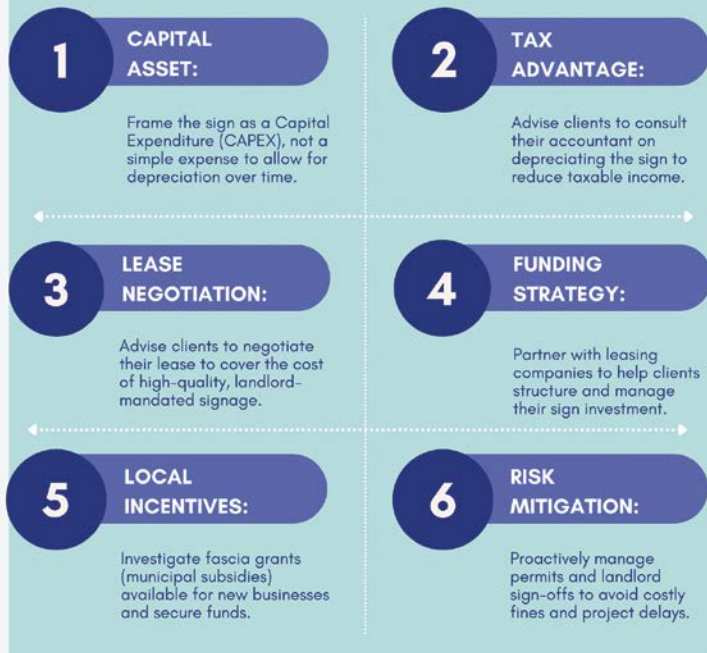 1
CAPITAL
ASSET:
Frame the sign as a Capital
Expenditure (CAPEX), not a
simple expense to allow for
depreciation over time.
2
TAX
ADVANTAGE:
Advise clients to consult
their accountant on
depreciating the sign to
reduce taxable income.
3
LEASE
NEGOTIATION:
Advise clients to negotiate
their lease to cover the cost
of high-quality, landlord-
mandated signage.
4
FUNDING
STRATEGY:
Partner with leasing
companies to help clients
structure and manage
their sign investment.
5
LOCAL
INCENTIVES:
Investigate fascia grants
(municipal subsidies)
available for new businesses
and secure funds.
6
RISK
MITIGATION:
Proactively manage
permits and landlord
sign-offs to avoid costly
fines and project delays.